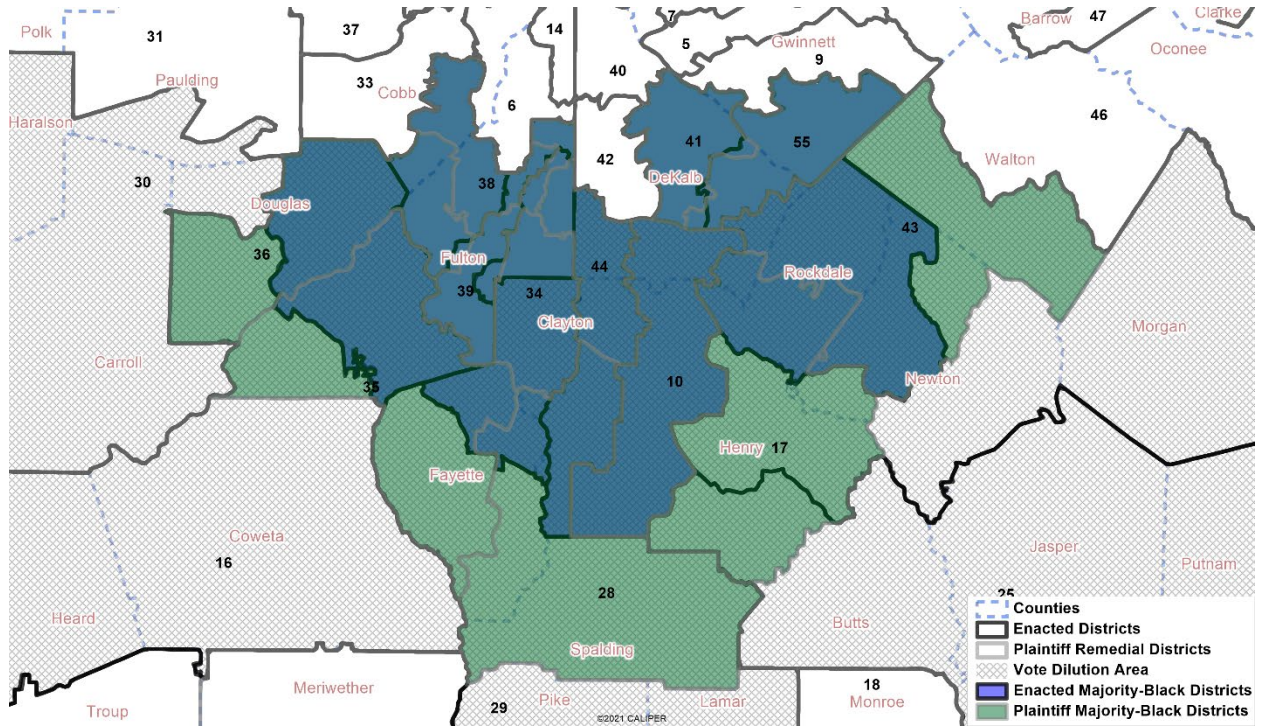 37
14
7
Barrow
47
Clarke
Polk
31
5
Gwinnett
Oconee
Paulding
33
40
9
Cobb
6
Haralson
46
41
55
42
Walton
30
38
DeKalb
Douglas
36
43
Fulton
44
Rockdale
39
34
Clayton
Morgan
Carroll
35
10
Newton
Henry
17
Fayette
Coweta
16
Jasper
Putnam
Heard
28
25
Butts
Spalding
Meriwether
Pike
Lamar
18
Monroe
Troup
29
©2021 CALIPER
Counties
Enacted Districts
Plaintiff Remedial Districts
Vote Dilution Area
Enacted Majority-Black Districts
Plaintiff Majority-Black Districts